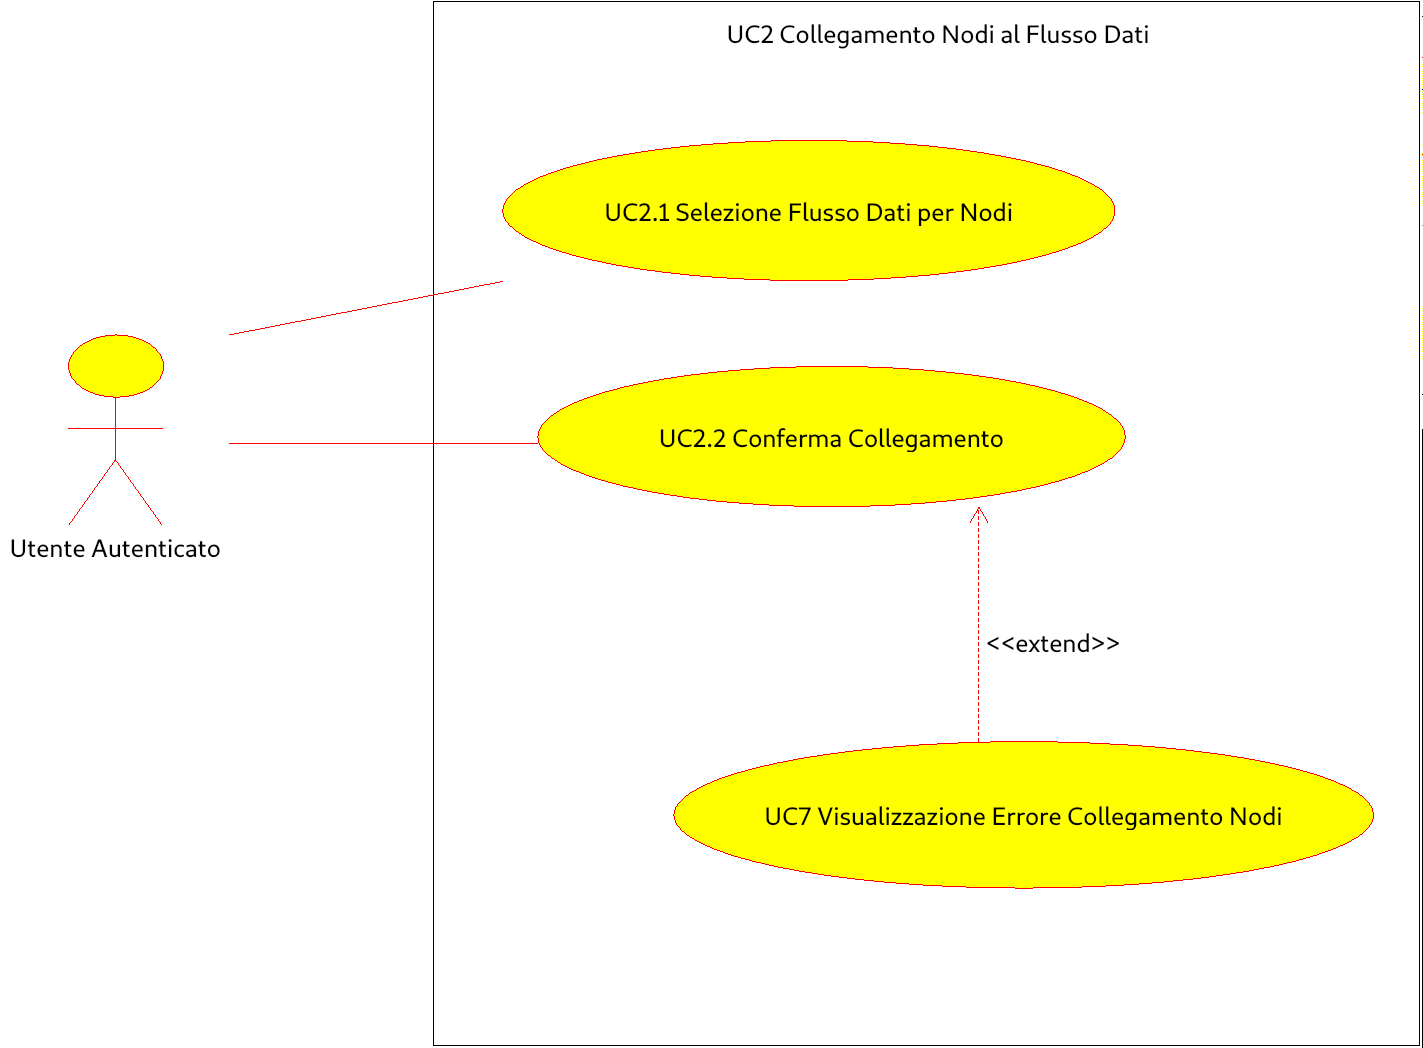 UC2 Collegamento Nodi al Flusso Dati
UC2.1 Selezione Flusso Dati per Nodi
UC2.2 Conferma Collegamento
Utente Autenticato
<<extend>>
UC7 Visualizzazione Errore Collegamento Nodi